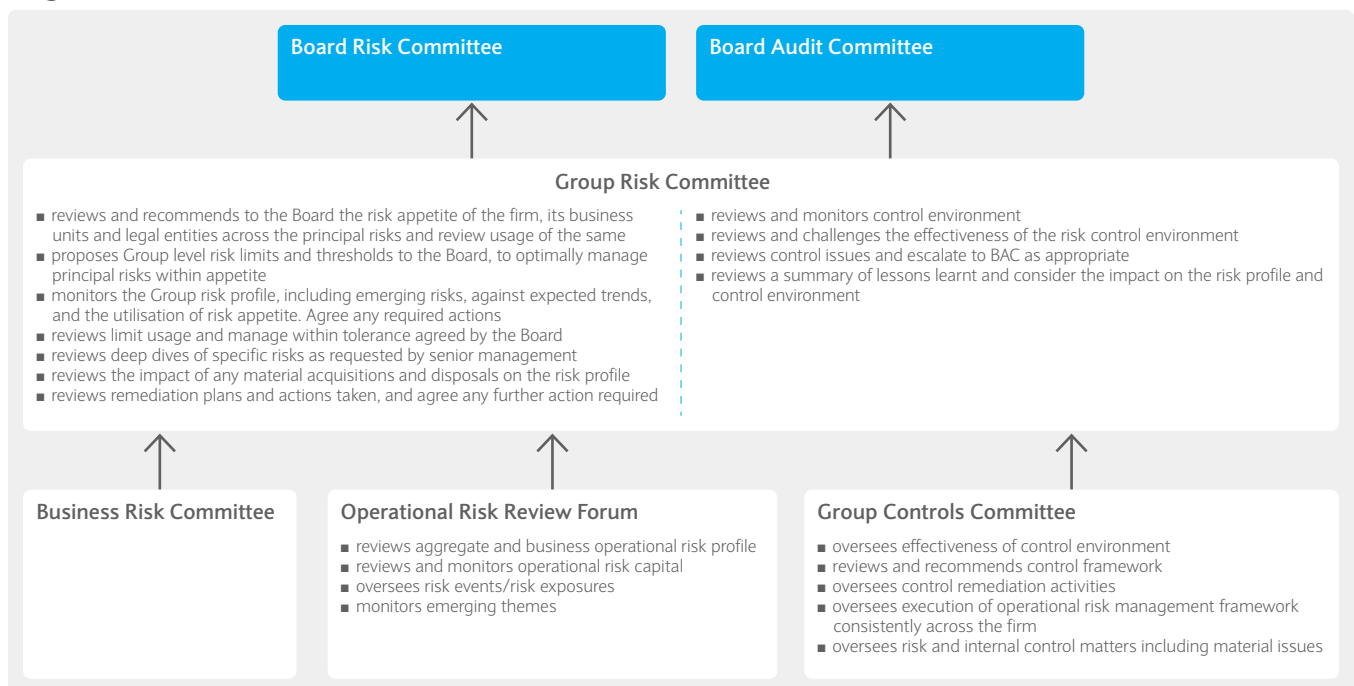 Board Risk Committee
Board Audit Committee
Group Risk Committee
■ reviews and recommends to the Board the risk appetite of the firm, its business
units and legal entities across the principal risks and review usage of the same
■ proposes Group level risk limits and thresholds to the Board, to optimally manage
principal risks within appetite
■ monitors the Group risk profile, including emerging risks, against expected trends,
and the utilisation of risk appetite. Agree any required actions
■ reviews limit usage and manage within tolerance agreed by the Board
■ reviews deep dives of specific risks as requested by senior management
■ reviews the impact of any material acquisitions and disposals on the risk profile
■ reviews remediation plans and actions taken, and agree any further action required
■ reviews and monitors control environment
■ reviews and challenges the effectiveness of the risk control environment
■ reviews control issues and escalate to BAC as appropriate
■ reviews a summary of lessons learnt and consider the impact on the risk profile and
control environment
Business Risk Committee
Operational Risk Review Forum
■ reviews aggregate and business operational risk profile
■ reviews and monitors operational risk capital
■ oversees risk events/risk exposures
■ monitors emerging themes
Group Controls Committee
■ oversees effectiveness of control environment
■ reviews and recommends control framework
■ oversees control remediation activities
■ oversees execution of operational risk management framework
consistently across the firm
■ oversees risk and internal control matters including material issues